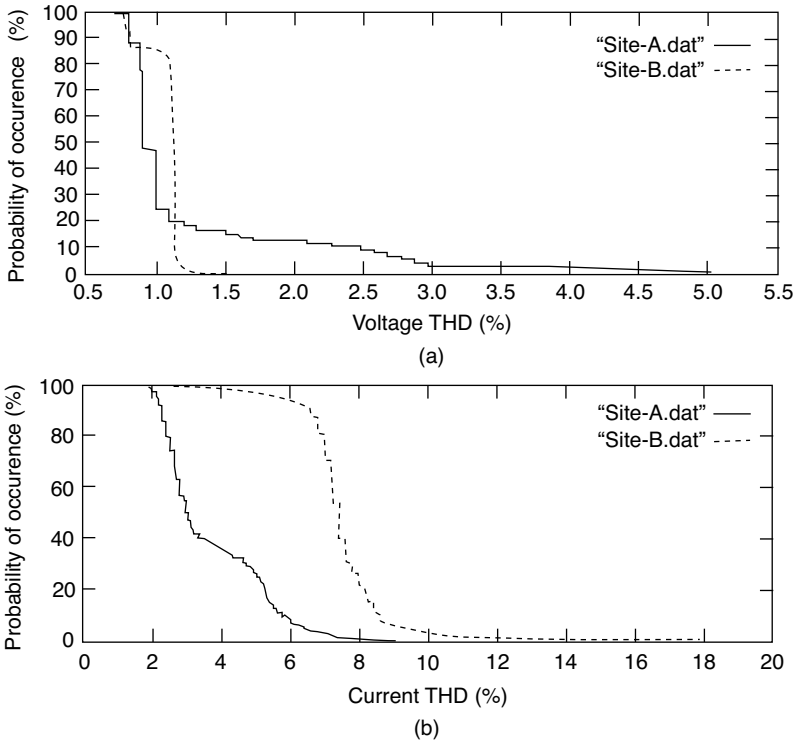 Probability of occurence (%)
100
90
80
70
60
50
40
30
20
10
0
"Site-A.dat"
"Site-B.dat"
0.5 1.0 1.5 2.0 2.5 3.0 3.5 4.0 4.5 5.0 5.5
Voltage THD (%)
(a)
Probability of occurence (%)
100
80
60
40
20
0
"Site-A.dat"
"Site-B.dat"
0 2 4 6 8 10 12 14 16 18 20
Current THD (%)
(b)